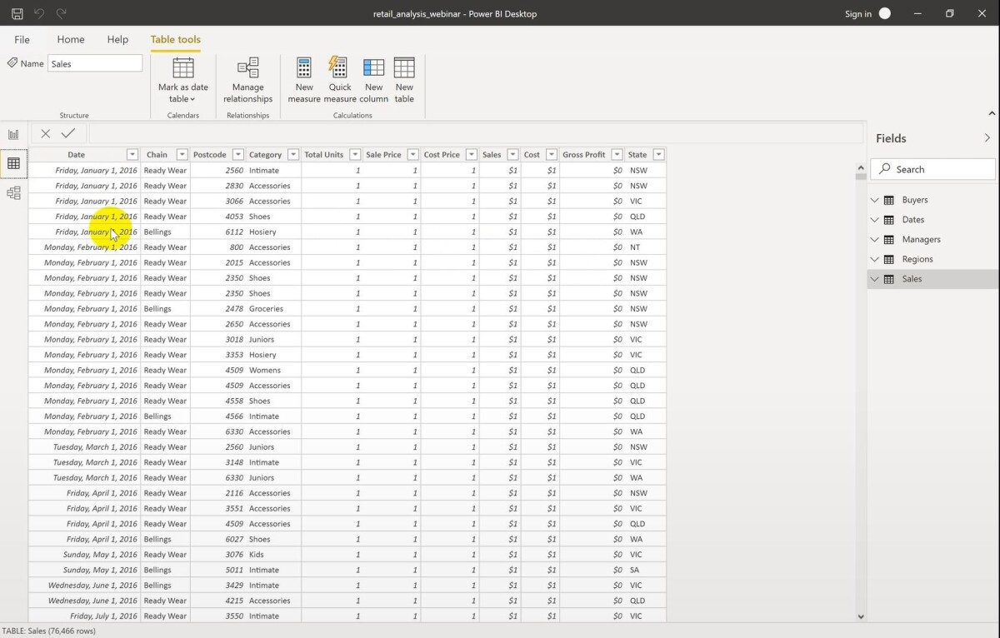 retail_analysis_webinar - Power BI Desktop
Sign in
File Home Help Table tools
Name Sales
Mark as date table
Manage relationships
New measure
Quick measure
New column
New table
Structure Calendars Relationships Calculations
Date Chain Postcode Category Total Units Sale Price Cost Price Sales Cost Gross Profit State
Friday, January 1, 2016 Ready Wear 2560 Intimate 1 1 1 $1 $1 $0 NSW
Friday, January 1, 2016 Ready Wear 2830 Accessories 1 1 1 $1 $1 $0 NSW
Friday, January 1, 2016 Ready Wear 3066 Accessories 1 1 1 $1 $1 $0 VIC
Friday, January 1, 2016 Ready Wear 4053 Shoes 1 1 1 $1 $1 $0 QLD
Friday, January 1, 2016 Bellings 6112 Hosiery 1 1 1 $1 $1 $0 WA
Monday, February 1, 2016 Ready Wear 800 Accessories 1 1 1 $1 $1 $0 NT
Monday, February 1, 2016 Ready Wear 2015 Accessories 1 1 1 $1 $1 $0 NSW
Monday, February 1, 2016 Ready Wear 2350 Shoes 1 1 1 $1 $1 $0 NSW
Monday, February 1, 2016 Ready Wear 2350 Shoes 1 1 1 $1 $1 $0 NSW
Monday, February 1, 2016 Bellings 2478 Groceries 1 1 1 $1 $1 $0 NSW
Monday, February 1, 2016 Ready Wear 2650 Accessories 1 1 1 $1 $1 $0 NSW
Monday, February 1, 2016 Ready Wear 3018 Juniors 1 1 1 $1 $1 $0 VIC
Monday, February 1, 2016 Ready Wear 3353 Hosiery 1 1 1 $1 $1 $0 VIC
Monday, February 1, 2016 Ready Wear 4509 Womens 1 1 1 $1 $1 $0 QLD
Monday, February 1, 2016 Ready Wear 4509 Accessories 1 1 1 $1 $1 $0 QLD
Monday, February 1, 2016 Ready Wear 4558 Shoes 1 1 1 $1 $1 $0 QLD
Monday, February 1, 2016 Bellings 4566 Intimate 1 1 1 $1 $1 $0 QLD
Monday, February 1, 2016 Ready Wear 6330 Accessories 1 1 1 $1 $1 $0 WA
Tuesday, March 1, 2016 Ready Wear 2560 Juniors 1 1 1 $1 $1 $0 NSW
Tuesday, March 1, 2016 Ready Wear 3148 Intimate 1 1 1 $1 $1 $0 VIC
Tuesday, March 1, 2016 Ready Wear 6330 Juniors 1 1 1 $1 $1 $0 WA
Friday, April 1, 2016 Ready Wear 2116 Accessories 1 1 1 $1 $1 $0 NSW
Friday, April 1, 2016 Ready Wear 3551 Accessories 1 1 1 $1 $1 $0 VIC
Friday, April 1, 2016 Ready Wear 4509 Accessories 1 1 1 $1 $1 $0 QLD
Friday, April 1, 2016 Bellings 6027 Shoes 1 1 1 $1 $1 $0 WA
Sunday, May 1, 2016 Ready Wear 3076 Kids 1 1 1 $1 $1 $0 VIC
Sunday, May 1, 2016 Bellings 5011 Intimate 1 1 1 $1 $1 $0 SA
Wednesday, June 1, 2016 Bellings 3429 Intimate 1 1 1 $1 $1 $0 VIC
Wednesday, June 1, 2016 Ready Wear 4215 Accessories 1 1 1 $1 $1 $0 QLD
Friday, July 1, 2016 Ready Wear 3550 Intimate 1 1 1 $1 $1 $0 VIC
Fields
Search
Buyers
Dates
Managers
Regions
Sales
TABLE: Sales (76,466 rows)